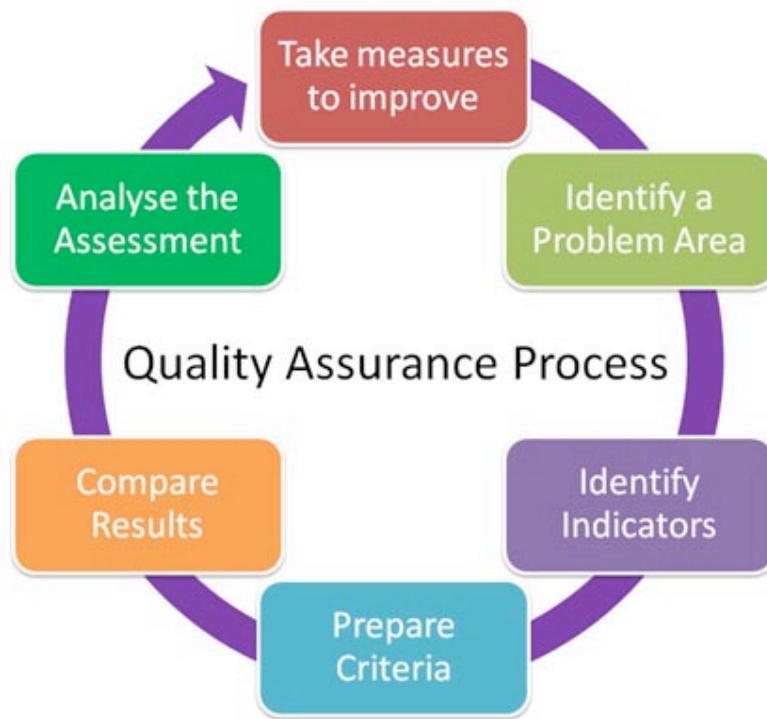 Take measures
to improve
Identify a
Problem Area
Identify
Indicators
Prepare
Criteria
Compare
Results
Analyse the
Assessment
Quality Assurance Process